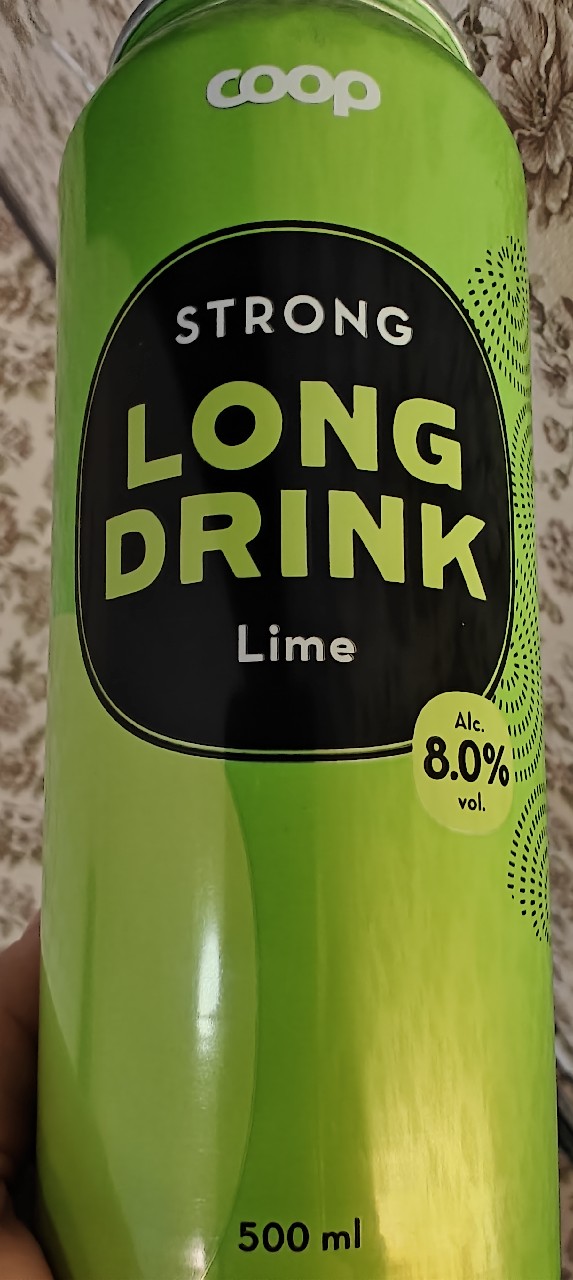 coop
STRONG
LONG
DRINK
Lime
Alc.
8.0%
vol.
500 ml